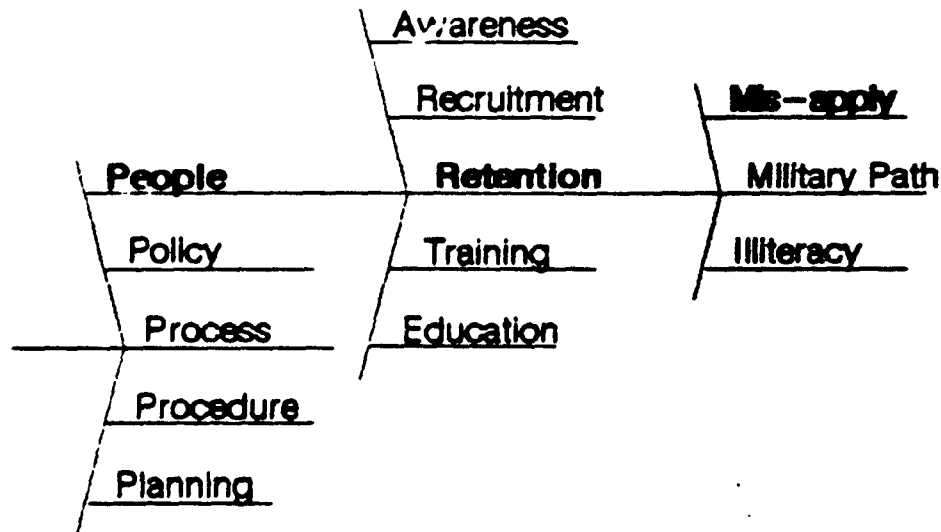 Awareness
Recruitment
Mis-apply
People
Retention
Military Path
Policy
Training
Illiteracy
Process
Education
Procedure
Planning